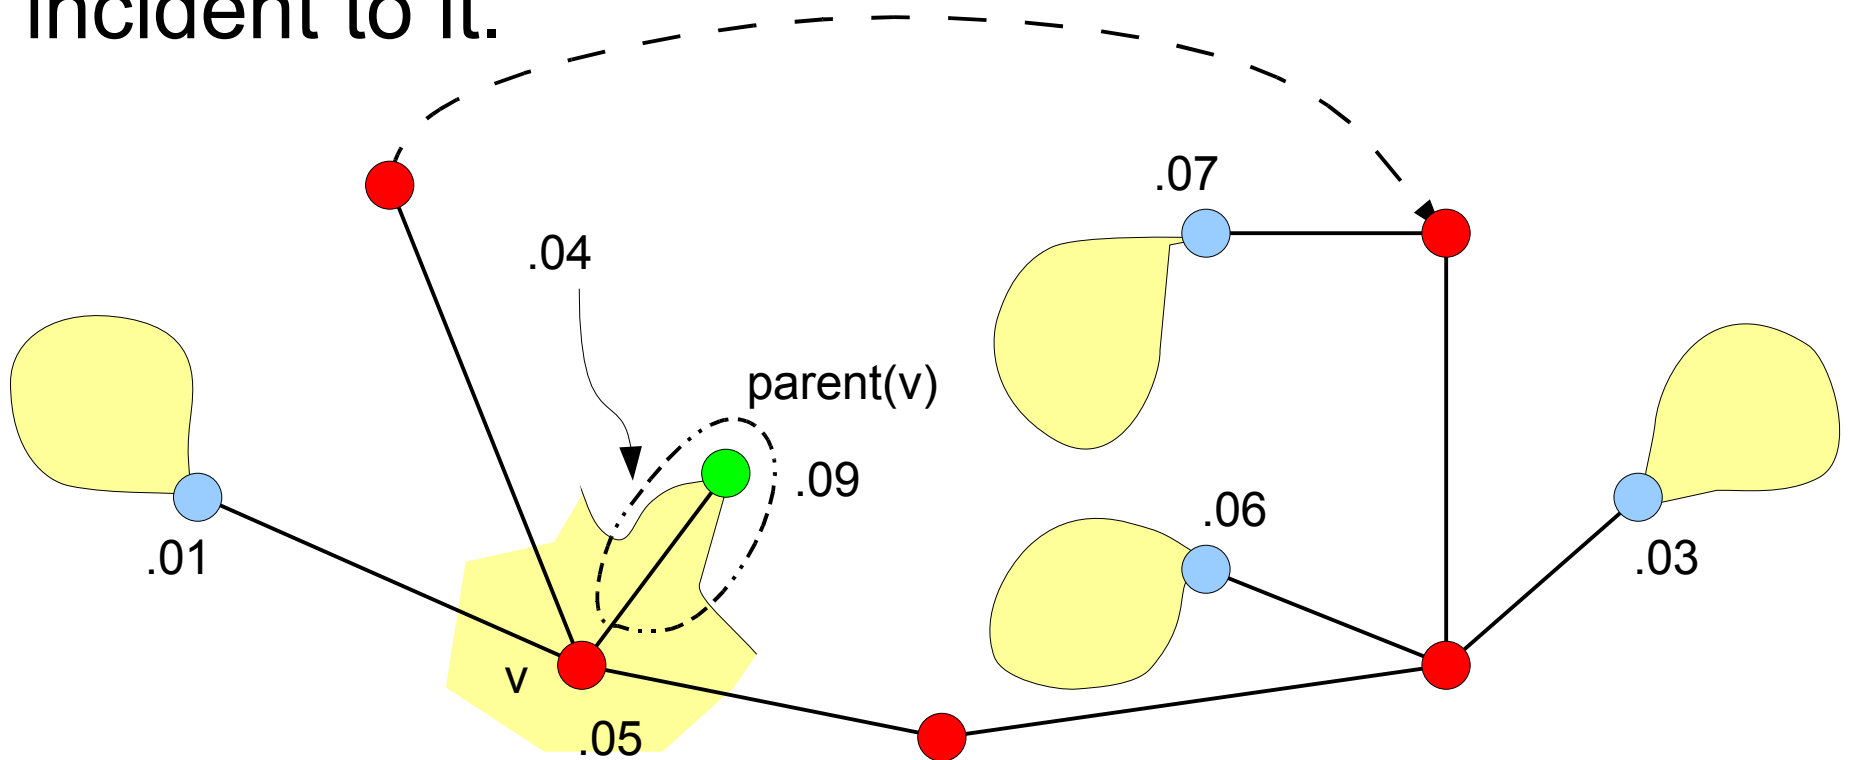 incident to it.
.07
.04
parent(v)
.09
.06
.01
.03
v
.05